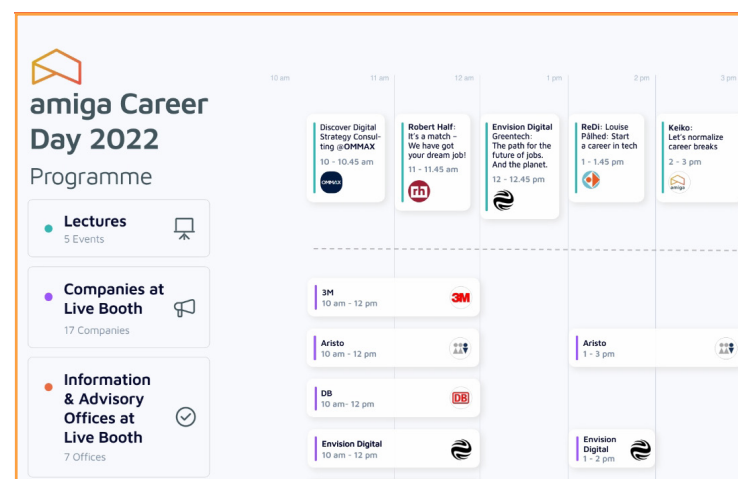 amiga Career
Day 2022
Programme
Lectures
5 Events
Companies at
Live Booth
17 Companies
Information
& Advisory
Offices at
Live Booth
7 Offices
10 am
11 am
12 am
1 pm
2 pm
3 pm
Discover Digital
Strategy Consul-
ting @OMMAX
10 - 10.45 am
OMMAX
Robert Half:
It's a match –
We have got
your dream job!
11 - 11.45 am
rh
Envision Digital
Greentech:
The path for the
future of jobs.
And the planet.
12 - 12.45 pm
ReDi: Louise
Påhed: Start
a career in tech
1 - 1.45 pm
Keiko:
Let's normalize
career breaks
2 - 3 pm
amiga
3M
10 am - 12 pm
3M
Aristo
10 am - 12 pm
Aristo
1 - 3 pm
DB
10 am- 12 pm
DB
Envision Digital
10 am - 12 pm
Envision
Digital
1 - 2 pm